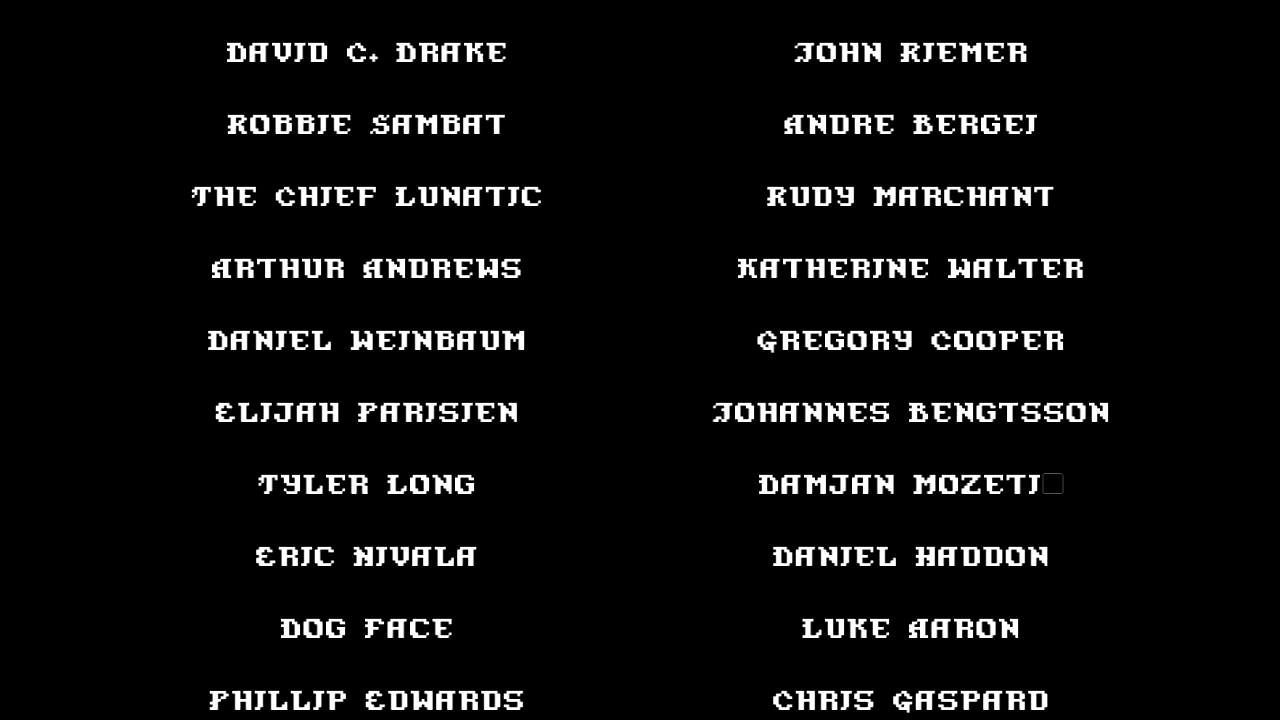 DAVID C. DRAKE
JOHN RIEMER
ROBBIE SAMBAT
ANDRE BERGEI
THE CHIEF LUNATIC
RUDY MARCHANT
ARTHUR ANDREWS
KATHERINE WALTER
DANIEL WEINBAUM
GREGORY COOPER
ELIJAH PARISIEN
JOHANNES BENGTSSON
TYLER LONG
DAMJAN MOZETI□
ERIC NIVALA
DANIEL HADDON
DOG FACE
LUKE AARON
PHILLIP EDWARDS
CHRIS GASPARD